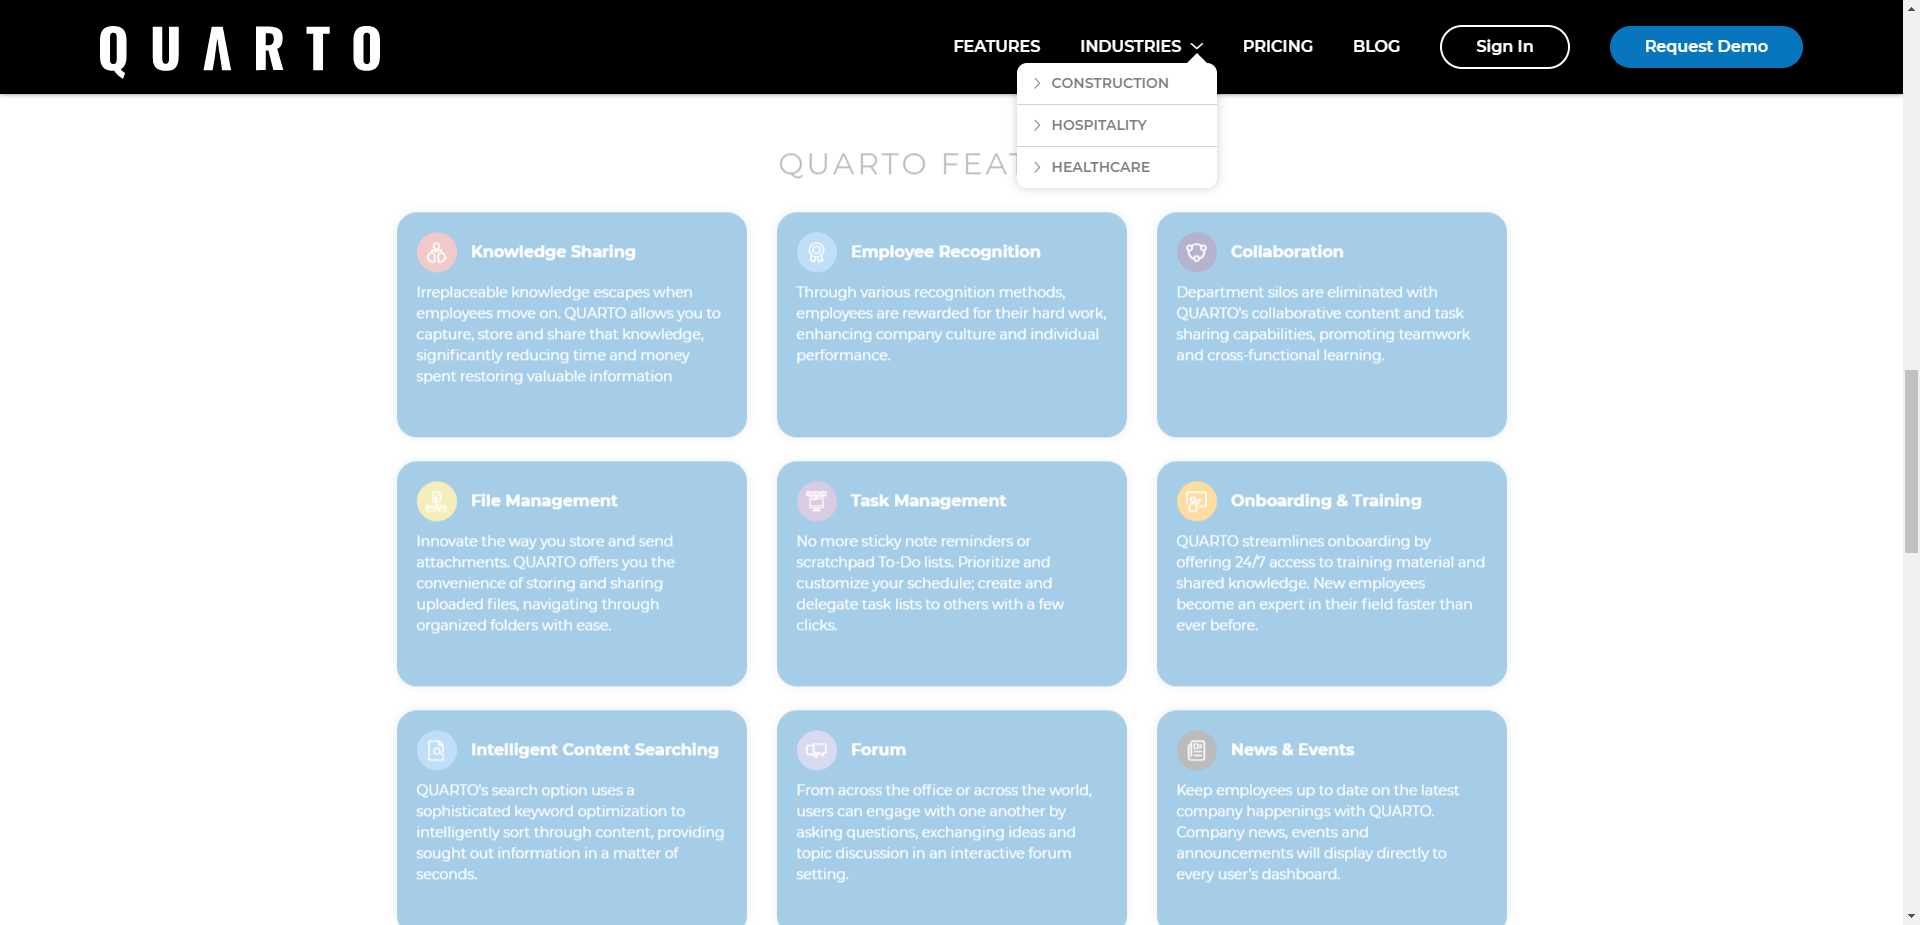 QUARTO
FEATURES
INDUSTRIES
PRICING
BLOG
Sign In
Request Demo
CONSTRUCTION
HOSPITALITY
HEALTHCARE
QUARTO FEAT
Knowledge Sharing
Irreplaceable knowledge escapes when
employees move on. QUARTO allows you to
capture, store and share that knowledge,
significantly reducing time and money
spent restoring valuable information
Employee Recognition
Through various recognition methods,
employees are rewarded for their hard work,
enhancing company culture and individual
performance.
Collaboration
Department silos are eliminated with
QUARTO's collaborative content and task
sharing capabilities, promoting teamwork
and cross-functional learning.
File Management
Innovate the way you store and send
attachments. QUARTO offers you the
convenience of storing and sharing
uploaded files, navigating through
organized folders with ease.
Task Management
No more sticky note reminders or
scratchpad To-Do lists. Prioritize and
customize your schedule; create and
delegate task lists to others with a few
clicks.
Onboarding & Training
QUARTO streamlines onboarding by
offering 24/7 access to training material and
shared knowledge. New employees
become an expert in their field faster than
ever before.
Intelligent Content Searching
QUARTO's search option uses a
sophisticated keyword optimization to
intelligently sort through content, providing
sought out information in a matter of
seconds.
Forum
From across the office or across the world,
users can engage with one another by
asking questions, exchanging ideas and
topic discussion in an interactive forum
setting.
News & Events
Keep employees up to date on the latest
company happenings with QUARTO.
Company news, events and
announcements will display directly to
every user's dashboard.